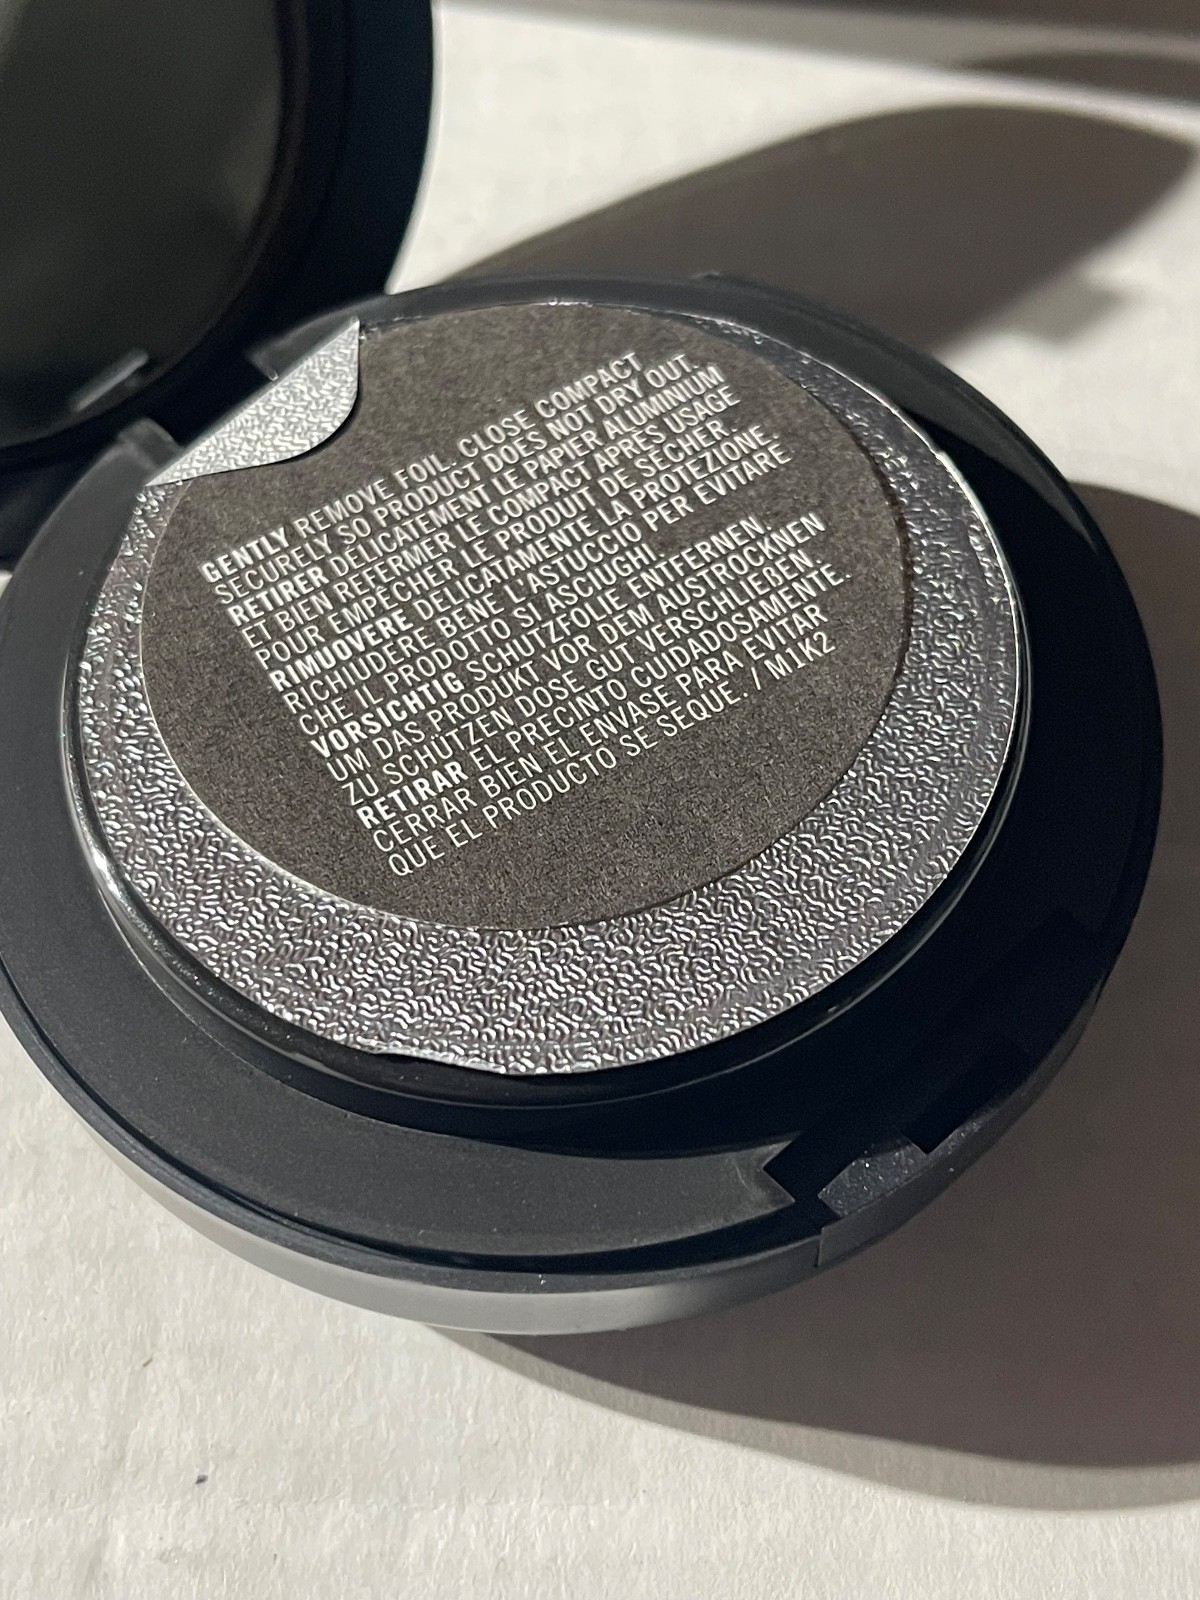 GENTLY REMOVE FOIL. CLOSE COMPACT
SECURELY SO PRODUCT DOES NOT DRY OUT.
RETIRER DÉLICATEMENT LE PAPIER ALUMINIUM
ET BIEN REFERMER LE COMPACT APRÈS USAGE
POUR EMPÊCHER LE PRODUIT DE SÉCHER.
RIMUOVERE DELICATAMENTE LA PROTEZIONE.
RICHIUDERE BENE L'ASTUCCIO PER EVITARE
CHE IL PRODOTTO SI ASCIUGHI.
VORSICHTIG SCHUTZFOLIE ENTFERNEN.
UM DAS PRODUKT VOR DEM AUSTROCKNEN
ZU SCHÜTZEN DOSE GUT VERSCHLIEßEN.
RETIRAR EL PRECINTO CUIDADOSAMENTE.
CERRAR BIEN EL ENVASE PARA EVITAR
QUE EL PRODUCTO SE SEQUE. / M1K2